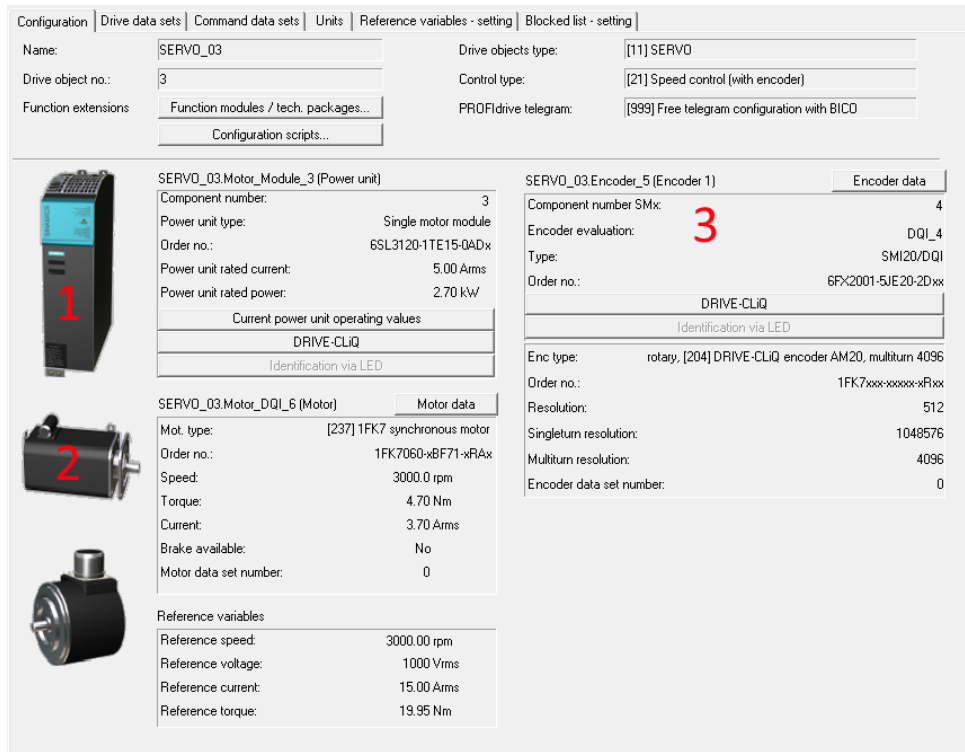 Configuration Drive data sets Command data sets Units Reference variables - setting Blocked list - setting
Name: SERVO_03 Drive objects type: [11] SERVO
Drive object no.: 3 Control type: [21] Speed control (with encoder)
Function extensions Function modules / tech. packages... PROFIdrive telegram: [999] Free telegram configuration with BICO
Configuration scripts...
SERVO_03.Motor_Module_3 (Power unit)
Component number: 3
Power unit type: Single motor module
Order no.: 6SL3120-1TE15-0ADx
Power unit rated current: 5.00 Arms
Power unit rated power: 2.70 kW
Current power unit operating values
DRIVE-CLiQ
Identification via LED
1
SERVO_03.Motor_DQI_6 (Motor) Motor data
Mot. type: [237] 1FK7 synchronous motor
Order no.: 1FK7060-xBF71-xRAx
Speed: 3000.0 rpm
Torque: 4.70 Nm
Current: 3.70 Arms
Brake available: No
Motor data set number: 0
2
Reference variables
Reference speed: 3000.00 rpm
Reference voltage: 1000 Vrms
Reference current: 15.00 Arms
Reference torque: 19.95 Nm
SERVO_03.Encoder_5 (Encoder 1) Encoder data
Component number SMx: 4
Encoder evaluation: DQI_4
3
Type: SMI20/DQI
Order no.: 6FX2001-5JE20-2Dxx
DRIVE-CLiQ
Identification via LED
Enc type: rotary, [204] DRIVE-CLiQ encoder AM20, multiturn 4096
Order no.: 1FK7xxx-xxxxx-xRxx
Resolution: 512
Singleturn resolution: 1048576
Multiturn resolution: 4096
Encoder data set number: 0